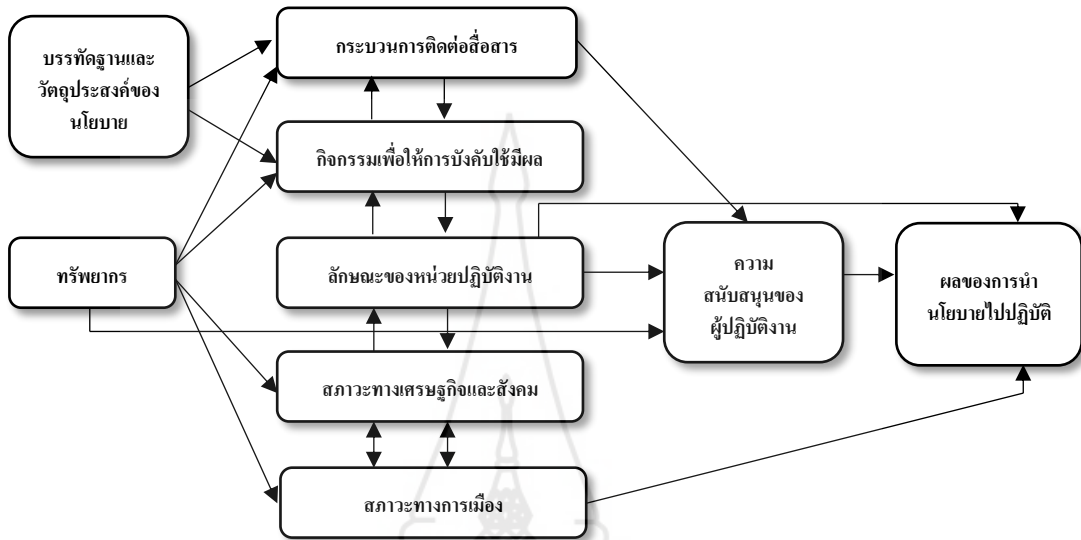 บรรทัดฐานและ
วัตถุประสงค์ของ
นโยบาย
กระบวนการติดต่อสื่อสาร
กิจกรรมเพื่อให้การบังคับใช้มีผล
ทรัพยากร
ลักษณะของหน่วยปฏิบัติงาน
ความ
สนับสนุนของ
ผู้ปฏิบัติงาน
ผลของการนำ
นโยบายไปปฏิบัติ
สภาวะทางเศรษฐกิจและสังคม
สภาวะทางการเมือง